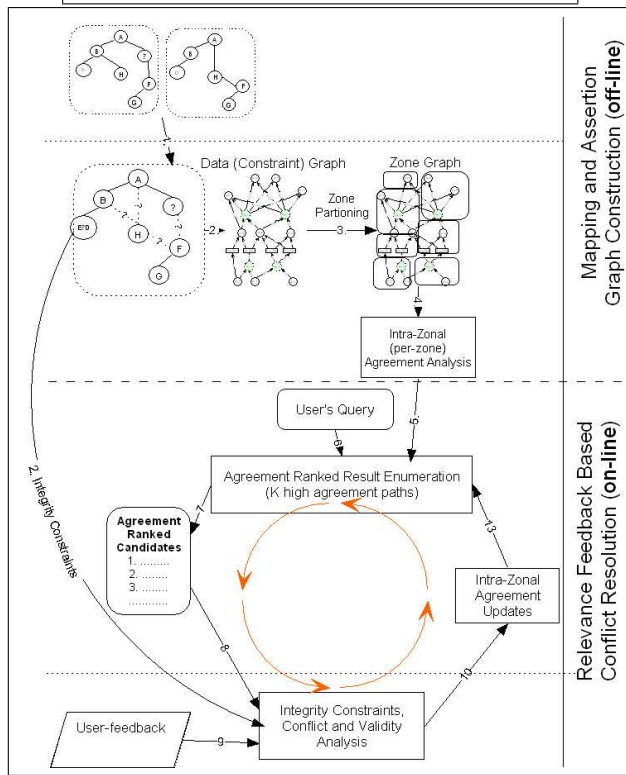 A
B
?
H
F
G
A
B
H
F
G
1.
A
B
?
E?D
H
F
G
?
?
?
?
Data (Constraint) Graph
Zone Graph
2.
Zone
Partioning
3.
4.
Intra-Zonal
(per-zone)
Agreement Analysis
5.
User's Query
6
Agreement Ranked Result Enumeration
(K high agreement paths)
7
Agreement
Ranked
Candidates
1. .........
2. ........
3. ........
.............
2. Integrity Constraints
8
13
Intra-Zonal
Agreement
Updates
10
Integrity Constraints,
Conflict and Validity
Analysis
User-feedback
9
Mapping and Assertion
Graph Construction (off-line)
Relevance Feedback Based
Conflict Resolution (on-line)